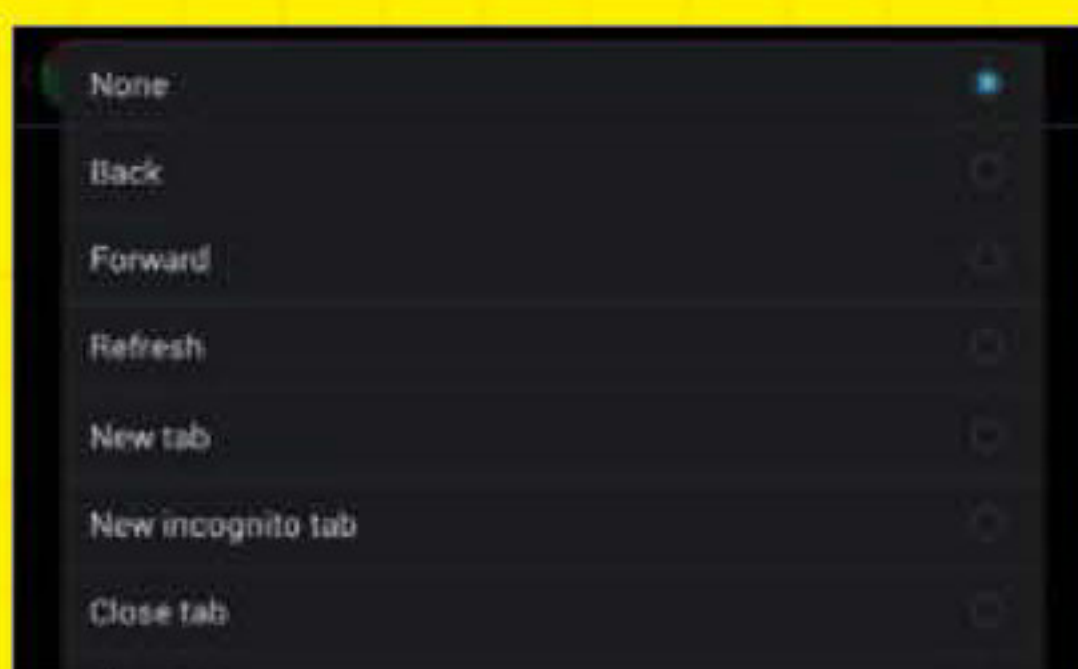 None
Back
Forward
Refresh
New tab
New incognito tab
Close tab